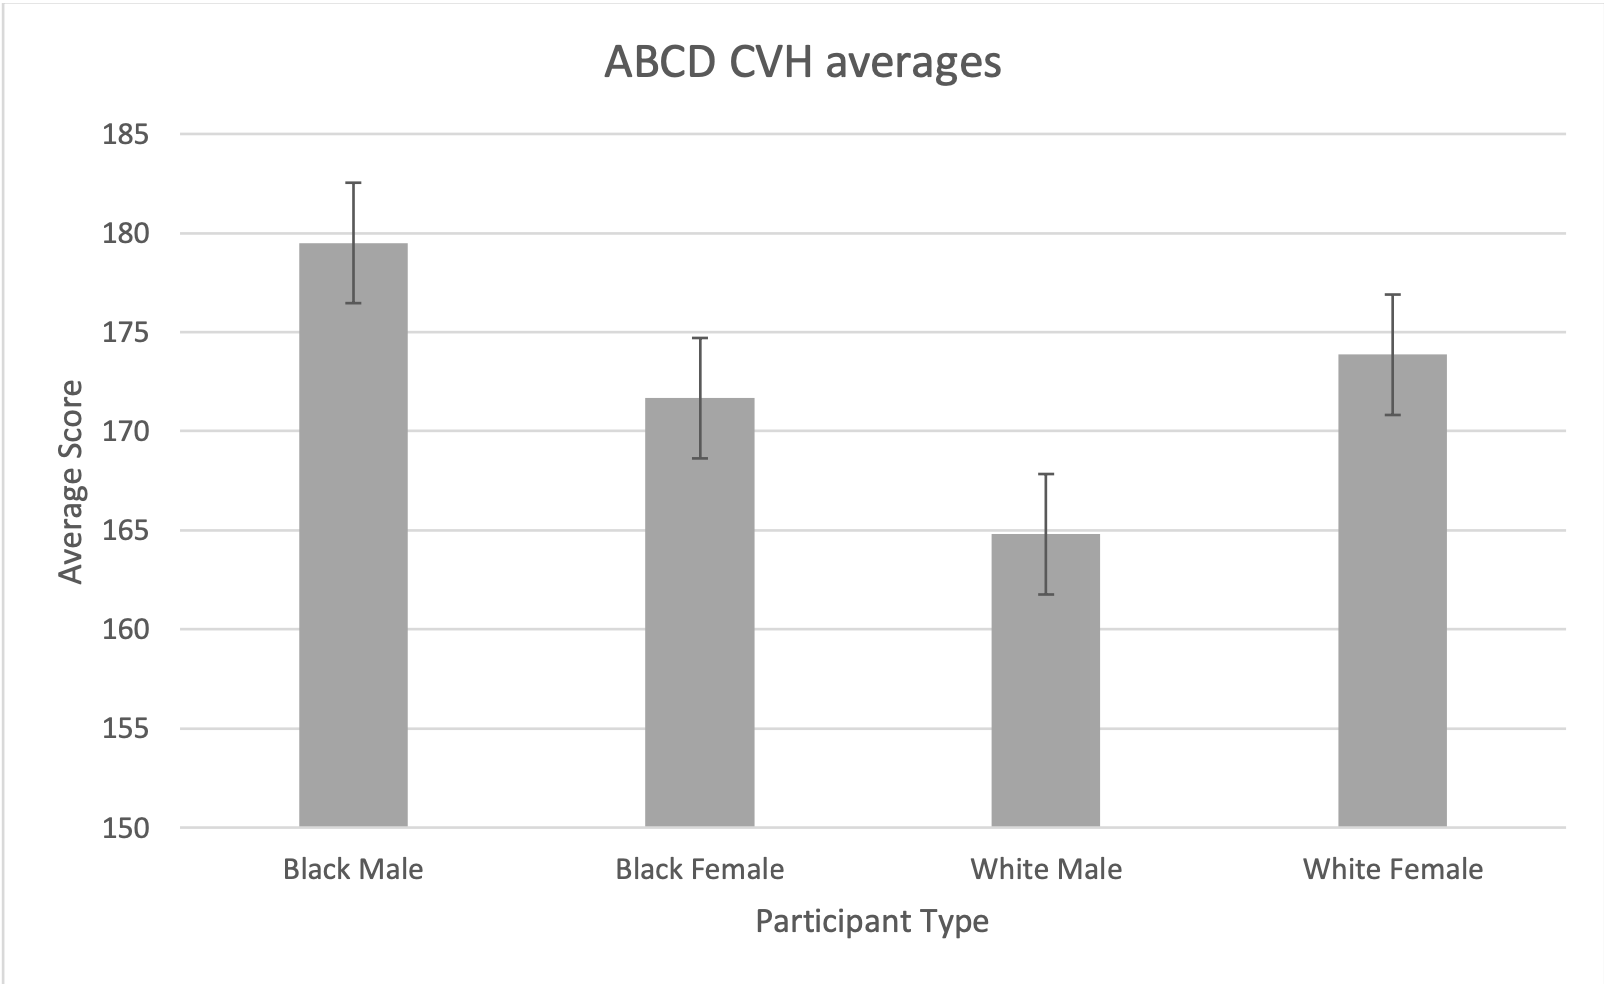 ABCD CVH averages
185
180
175
170
165
160
155
150
Average Score
Black Male
Black Female
White Male
White Female
Participant Type